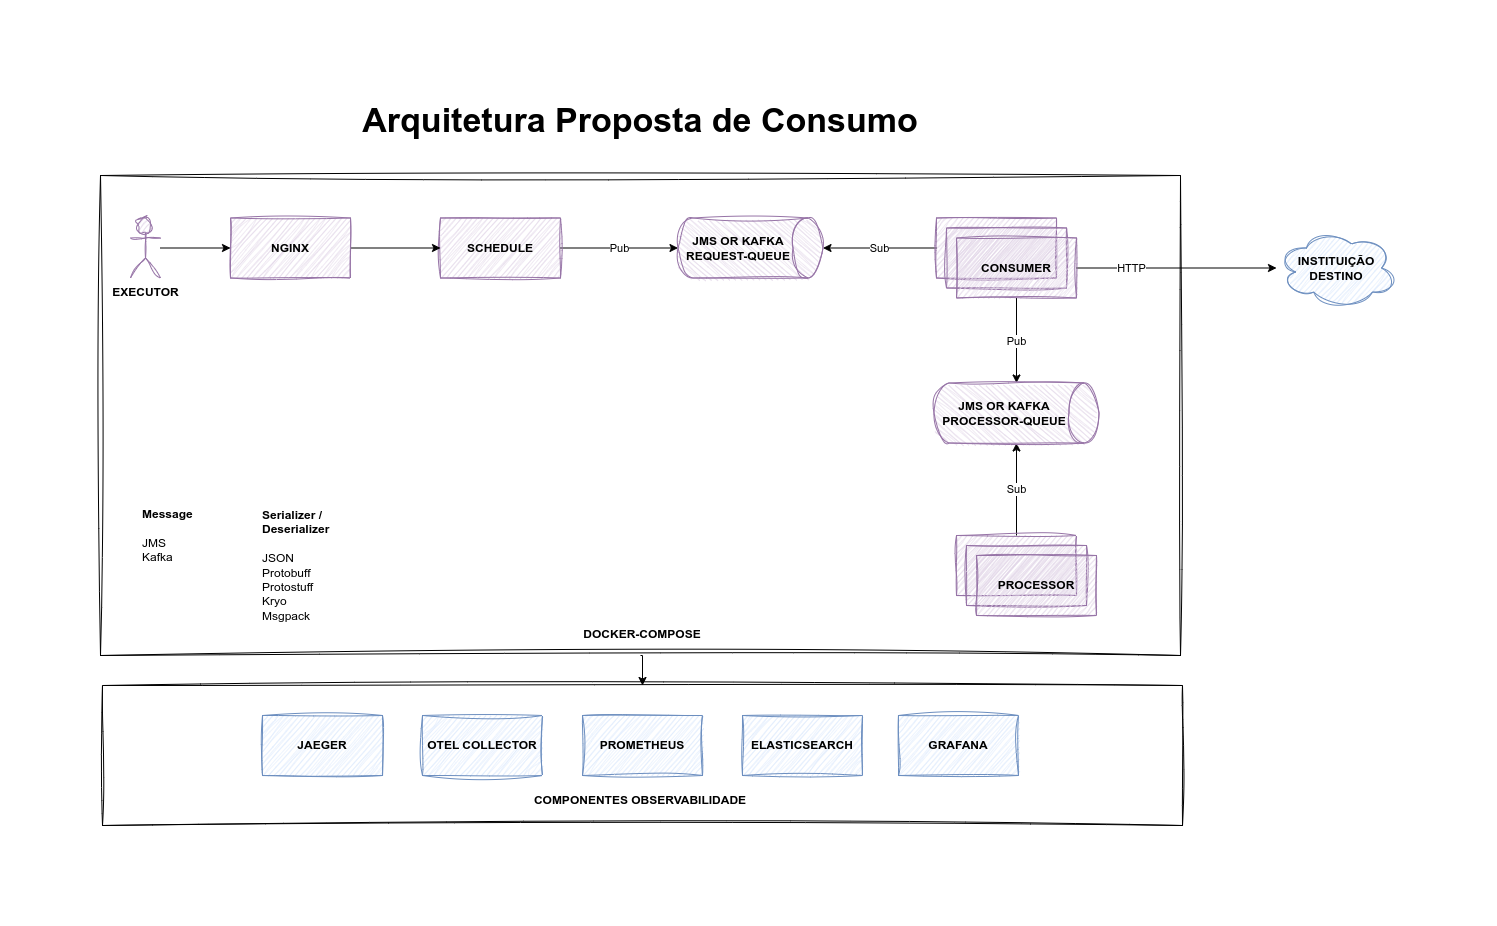 Arquitetura Proposta de Consumo
EXECUTOR
NGINX
SCHEDULE
Pub
JMS OR KAFKA
REQUEST-QUEUE
Sub
CONSUMER
HTTP
INSTITUIÇÃO
DESTINO
Pub
JMS OR KAFKA
PROCESSOR-QUEUE
Sub
PROCESSOR
Message
JMS
Kafka
Serializer /
Deserializer
JSON
Protobuff
Protostuff
Kryo
Msgpack
DOCKER-COMPOSE
JAEGER
OTEL COLLECTOR
PROMETHEUS
ELASTICSEARCH
GRAFANA
COMPONENTES OBSERVABILIDADE